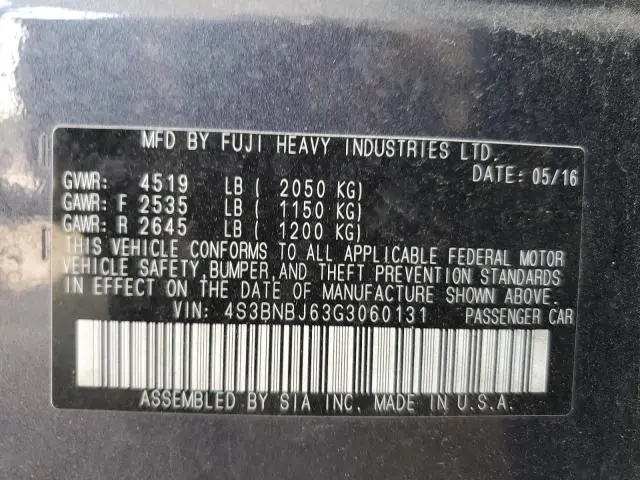 MFD BY FUJI HEAVY INDUSTRIES LTD.
DATE: 05/16
GVWR: 4519 LB ( 2050 KG)
GAWR: F 2535 LB ( 1150 KG)
GAWR: R 2645 LB ( 1200 KG)
THIS VEHICLE CONFORMS TO ALL APPLICABLE FEDERAL MOTOR
VEHICLE SAFETY,BUMPER,AND THEFT PREVENTION STANDARDS
IN EFFECT ON THE DATE OF MANUFACTURE SHOWN ABOVE.
VIN: 4S3BNBJ63G3060131 PASSENGER CAR
ASSEMBLED BY SIA INC. MADE IN U.S.A.